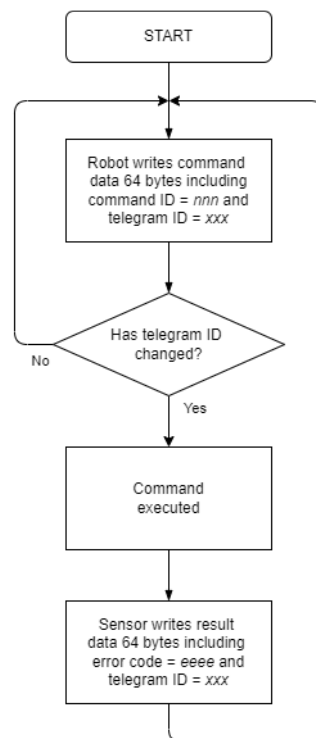 START
Robot writes command
data 64 bytes including
command ID = nnn and
telegram ID = xxx
Has telegram ID
changed?
No
Yes
Command
executed
Sensor writes result
data 64 bytes including
error code = eeee and
telegram ID = xxx